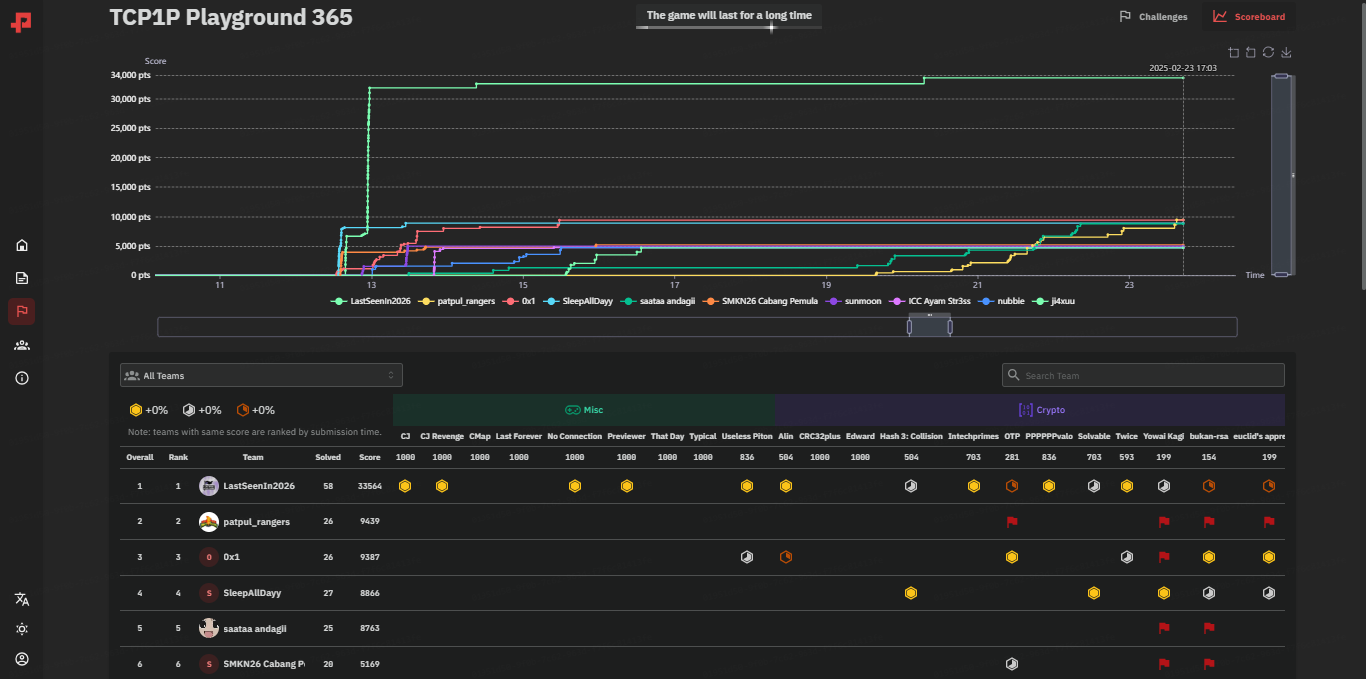 TCP1P Playground 365
The game will last for a long time
Challenges
Scoreboard
Score
2025-02-23 17:03
34,000 pts
30,000 pts
25,000 pts
20,000 pts
15,000 pts
10,000 pts
5,000 pts
0 pts
Time
11 13 15 17 19 21 23
LastSeenIn2026 patpul_rangers 0x1 SleepAllDayy saataa andagii SMKN26 Cabang Pemula sunmoon ICC Ayam Str3ss nubbie ji4xuu
All Teams
Search Team
+0% +0% +0%
Misc
Crypto
Note: teams with same score are ranked by submission time.
CJ CJ Revenge CMap Last Forever No Connection Previewer That Day Typical Useless Piton Alin CRC32plus Edward Hash 3: Collision Intechprimes OTP PPPPPPvalo Solvable Twice Yowai Kagi bukan-rsa euclid's appre
Overall Rank Team Solved Score 1000 1000 1000 1000 1000 1000 1000 1000 836 504 1000 1000 504 703 281 836 703 593 199 154 199
1 1 LastSeenIn2026 58 33564
2 2 patpul_rangers 26 9439
3 3 0 0x1 26 9387
4 4 S SleepAllDayy 27 8866
5 5 saataa andagii 25 8763
6 6 S SMKN26 Cabang P 20 5169